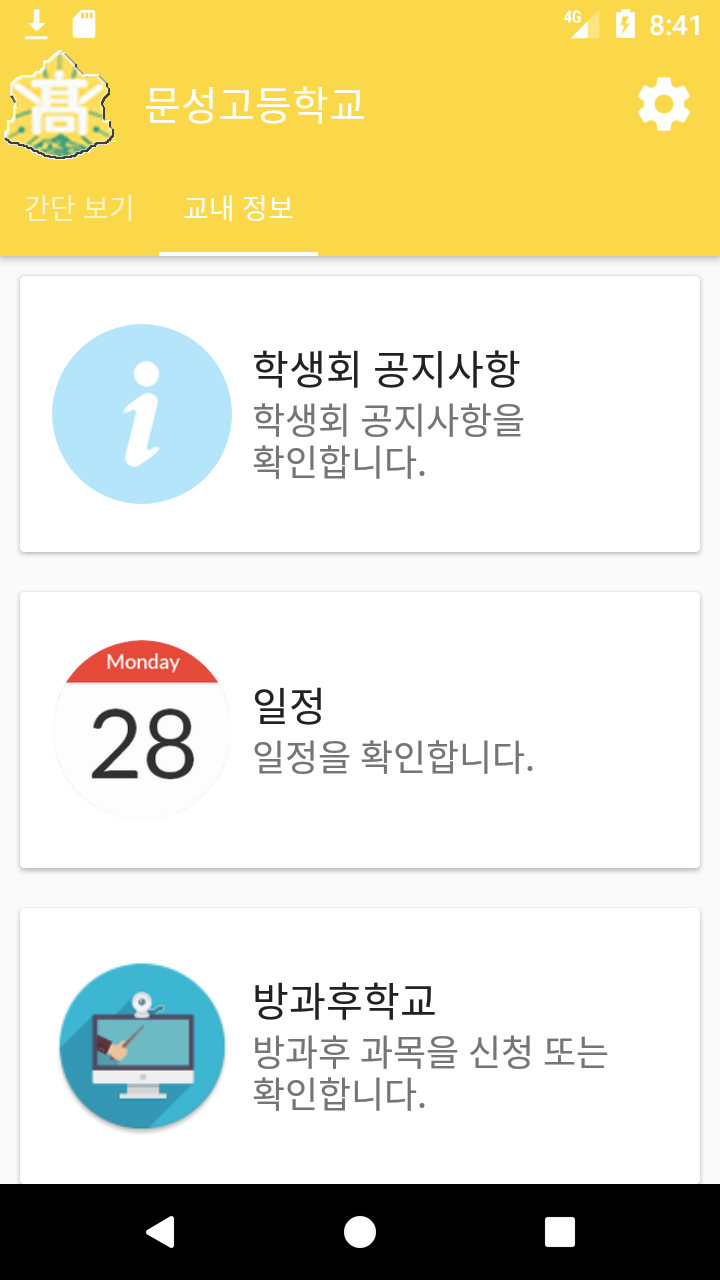 4G 8:41
高
문성고등학교
간단 보기 교내 정보
학생회 공지사항
학생회 공지사항을
확인합니다.
Monday
28
일정
일정을 확인합니다.
방과후학교
방과후 과목을 신청 또는
확인합니다.